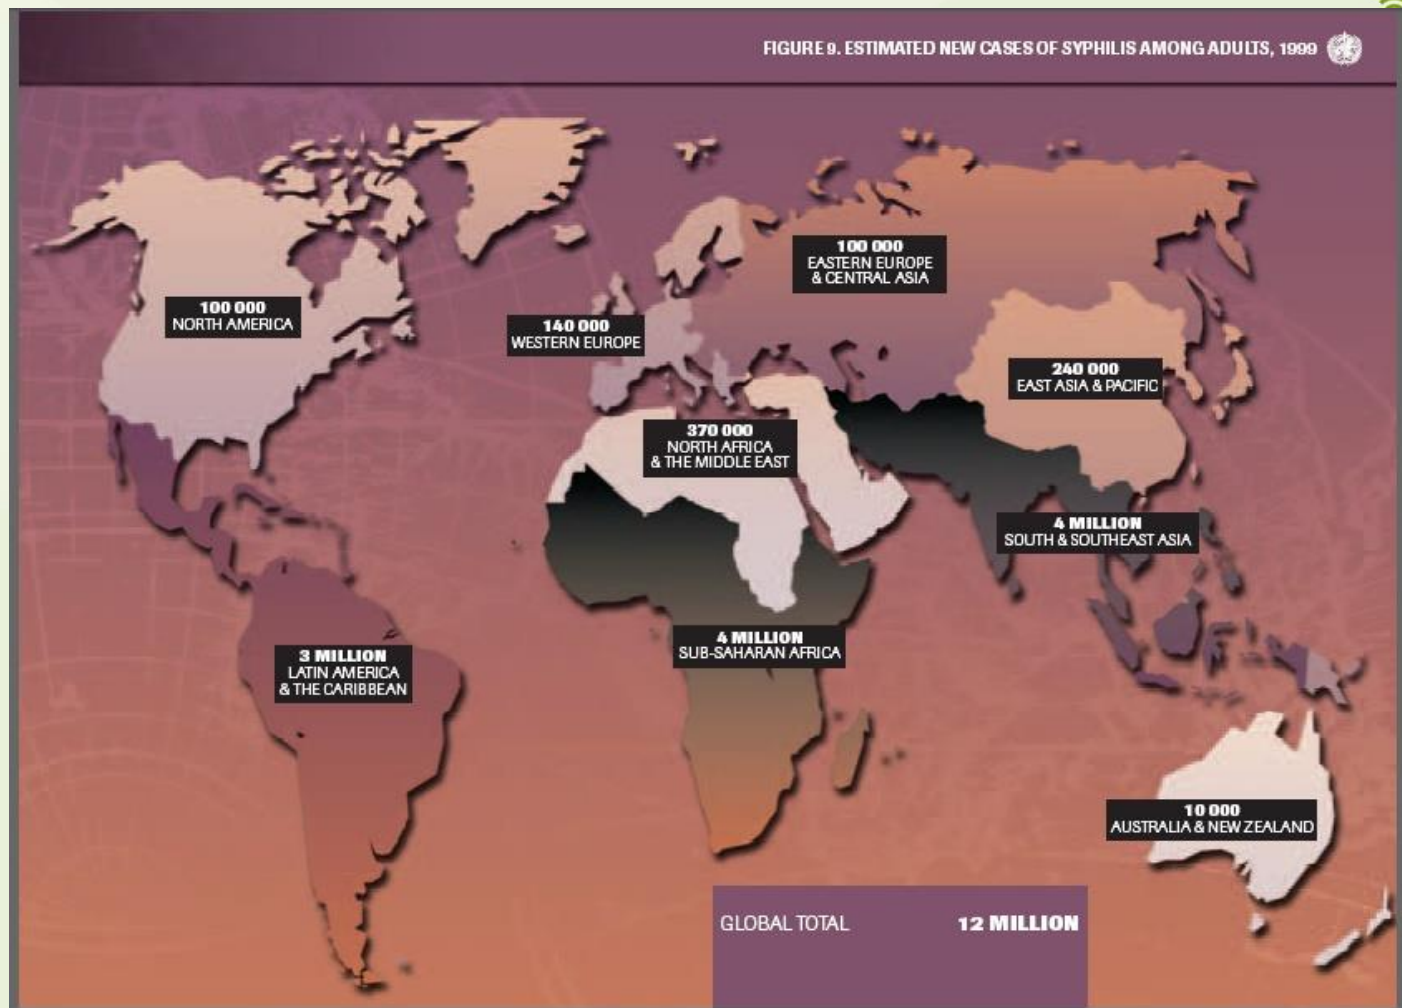 FIGURE 9. ESTIMATED NEW CASES OF SYPHILIS AMONG ADULTS, 1999
100 000
EASTERN EUROPE
& CENTRAL ASIA
100 000
NORTH AMERICA
140 000
WESTERN EUROPE
240 000
EAST ASIA & PACIFIC
370 000
NORTH AFRICA
& THE MIDDLE EAST
4 MILLION
SOUTH & SOUTHEAST ASIA
4 MILLION
SUB-SAHARAN AFRICA
3 MILLION
LATIN AMERICA
& THE CARIBBEAN
10 000
AUSTRALIA & NEW ZEALAND
GLOBAL TOTAL 12 MILLION